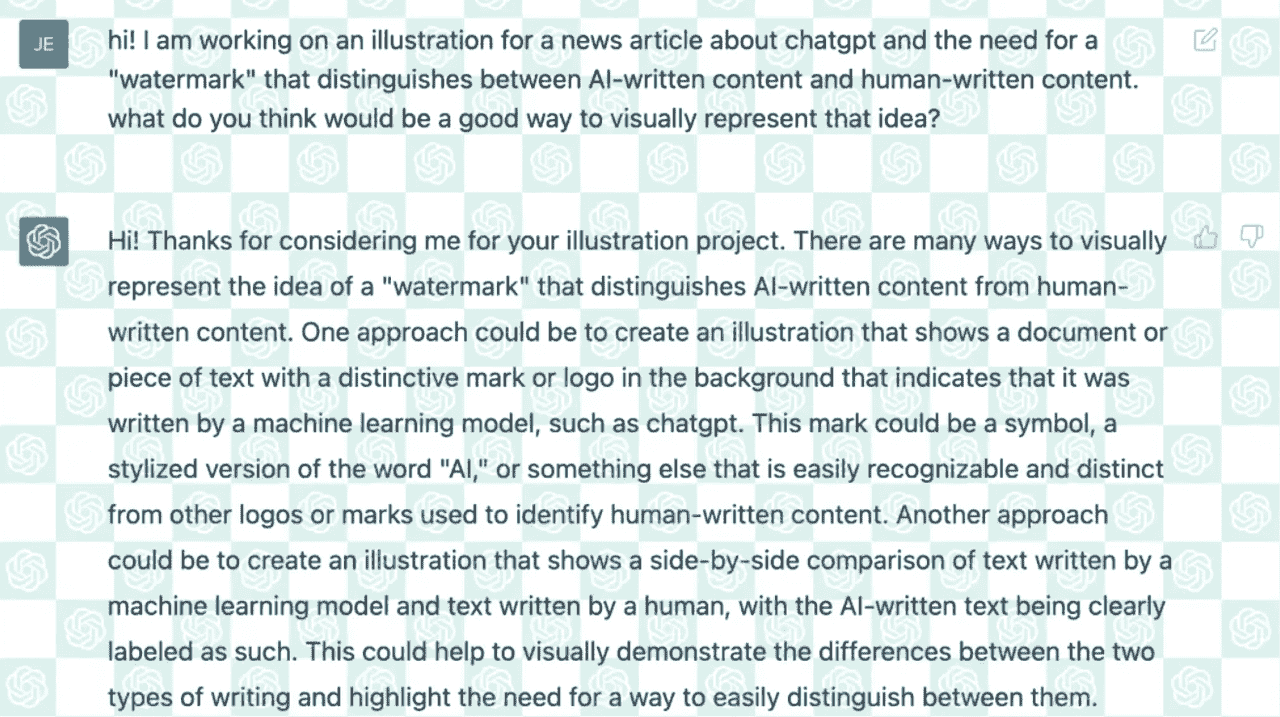 JE
hi! I am working on an illustration for a news article about chatgpt and the need for a
"watermark" that distinguishes between AI-written content and human-written content.
what do you think would be a good way to visually represent that idea?
Hi! Thanks for considering me for your illustration project. There are many ways to visually
represent the idea of a "watermark" that distinguishes AI-written content from human-
written content. One approach could be to create an illustration that shows a document or
piece of text with a distinctive mark or logo in the background that indicates that it was
written by a machine learning model, such as chatgpt. This mark could be a symbol, a
stylized version of the word "AI," or something else that is easily recognizable and distinct
from other logos or marks used to identify human-written content. Another approach
could be to create an illustration that shows a side-by-side comparison of text written by a
machine learning model and text written by a human, with the AI-written text being clearly
labeled as such. This could help to visually demonstrate the differences between the two
types of writing and highlight the need for a way to easily distinguish between them.